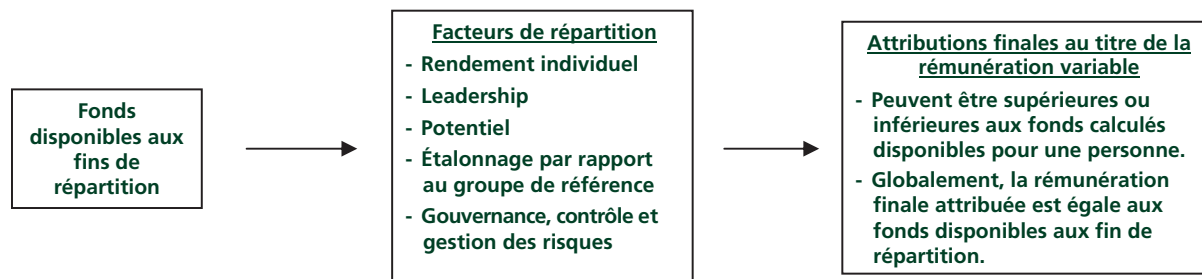 Fonds
disponibles aux
fins de
répartition
Facteurs de répartition
- Rendement individuel
- Leadership
- Potentiel
- Étalonnage par rapport
au groupe de référence
- Gouvernance, contrôle et
gestion des risques
Attributions finales au titre de la
rémunération variable
- Peuvent être supérieures ou
inférieures aux fonds calculés
disponibles pour une personne.
- Globalement, la rémunération
finale attribuée est égale aux
fonds disponibles aux fin de
répartition.